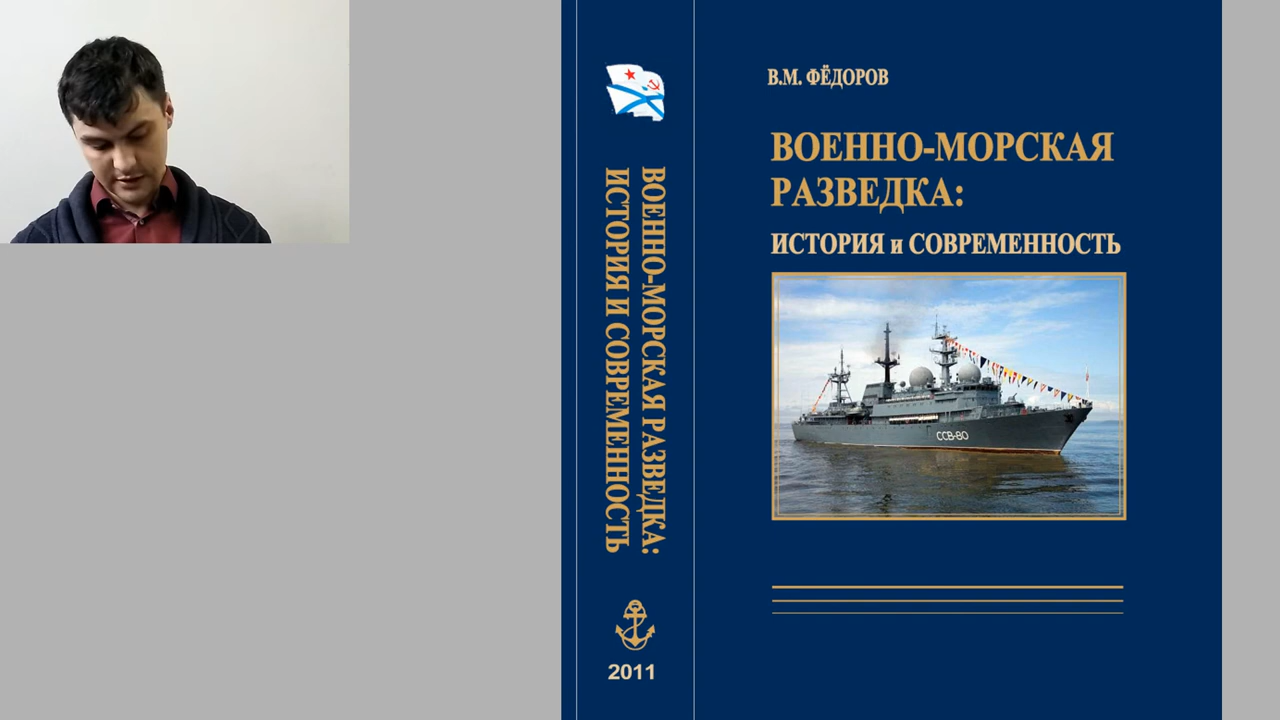 ВОЕННО-МОРСКАЯ РАЗВЕДКА:
ИСТОРИЯ И СОВРЕМЕННОСТЬ
2011
В.М. ФЁДОРОВ
ВОЕННО-МОРСКАЯ
РАЗВЕДКА:
ИСТОРИЯ и СОВРЕМЕННОСТЬ
ССВ-80